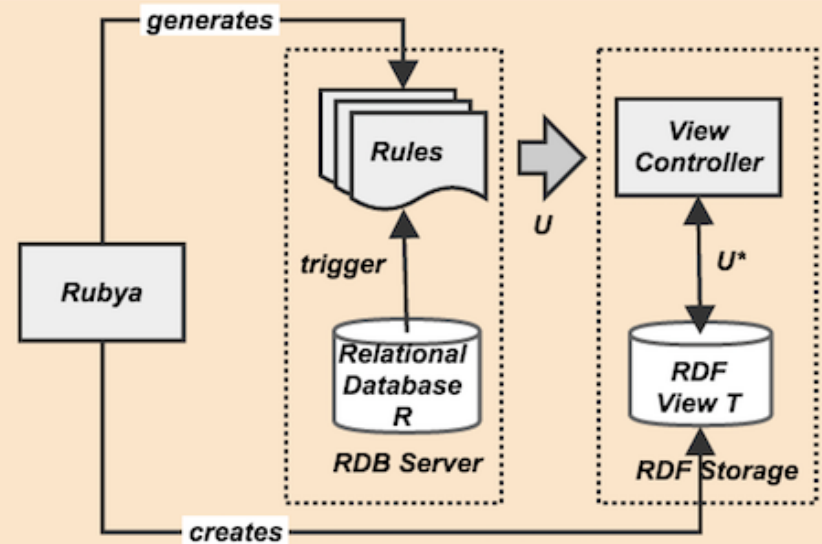 generates
Rules
View
Controller
U
trigger
U*
Rubya
Relational
Database
R
RDF
View T
RDB Server
RDF Storage
creates